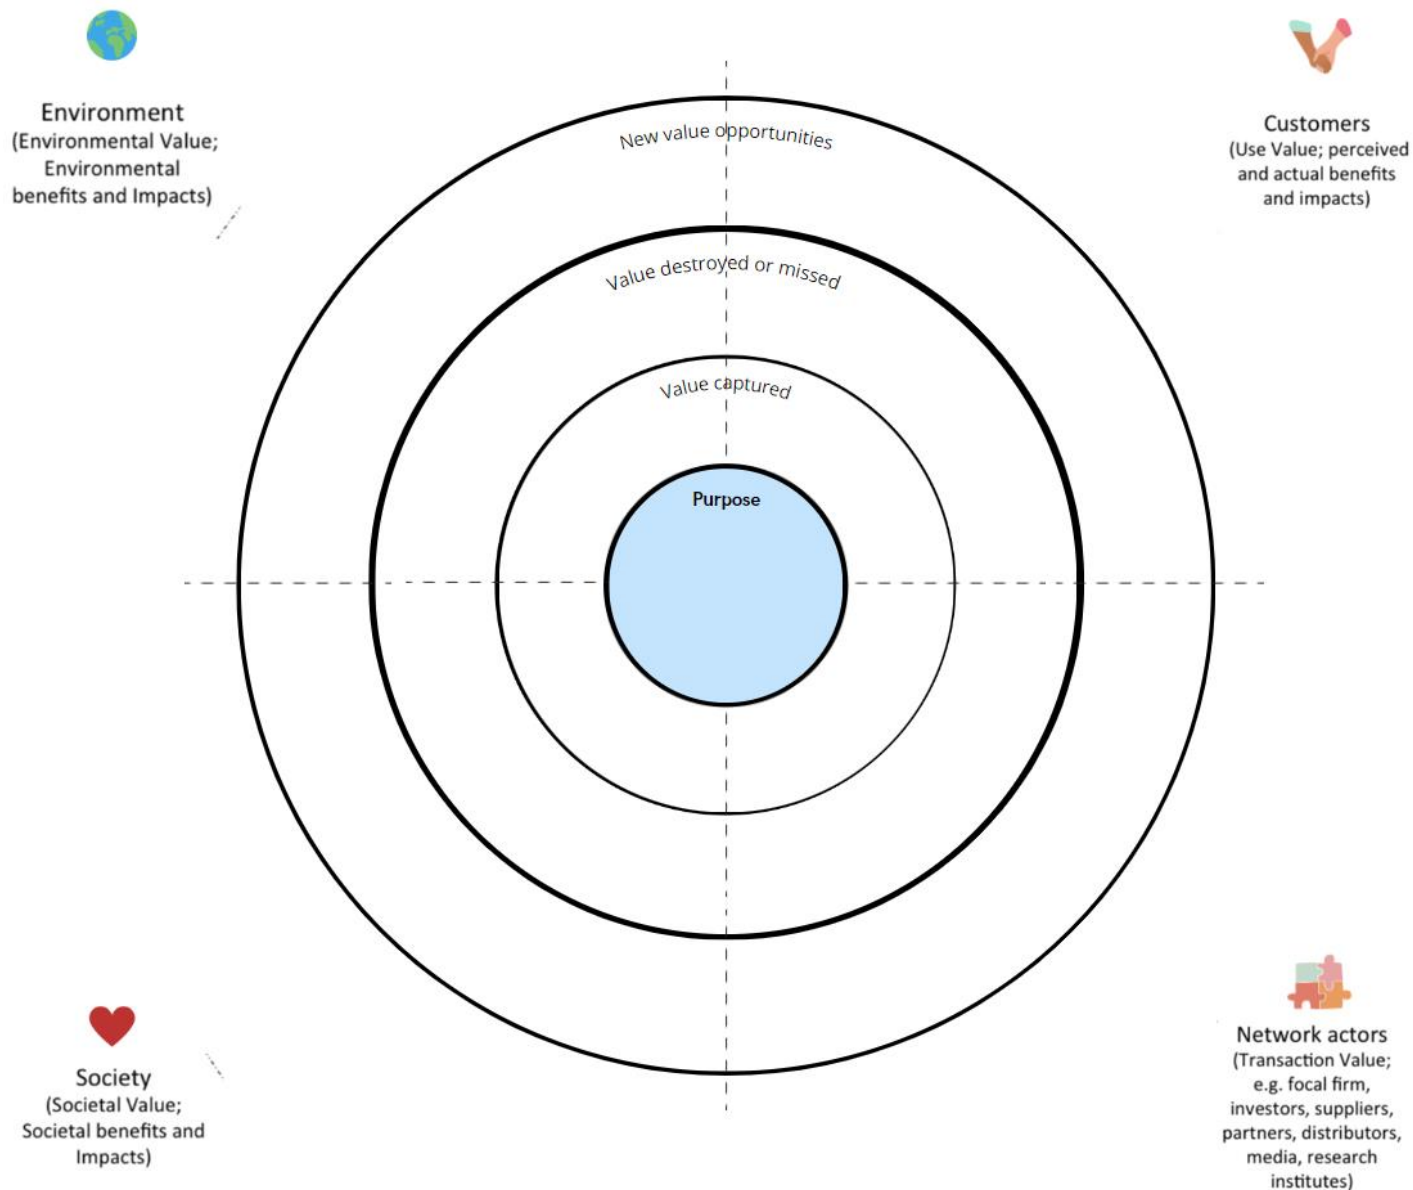 Environment
(Environmental Value;
Environmental
benefits and Impacts)
Customers
(Use Value; perceived
and actual benefits
and impacts)
New value opportunities
Value destroyed or missed
Value captured
Purpose
Society
(Societal Value;
Societal benefits and
Impacts)
Network actors
(Transaction Value;
e.g. focal firm,
investors, suppliers,
partners, distributors,
media, research
institutes)